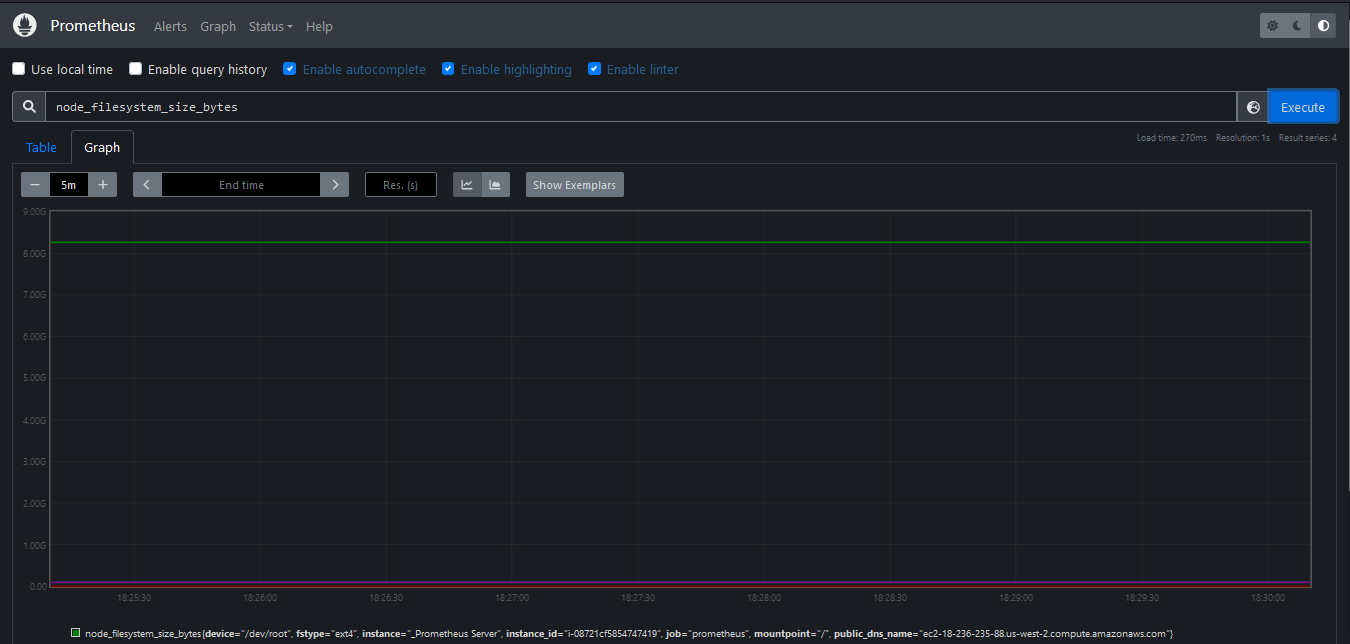 Prometheus Alerts Graph Status Help
Use local time Enable query history Enable autocomplete Enable highlighting Enable linter
node_filesystem_size_bytes Execute
Load time: 270ms Resolution: 1s Result series: 4
Table Graph
5m End time Res. (s) Show Exemplars
9.00G
8.00G
7.00G
6.00G
5.00G
4.00G
3.00G
2.00G
1.00G
0.00
18:25:30 18:26:00 18:26:30 18:27:00 18:27:30 18:28:00 18:28:30 18:29:00 18:29:30 18:30:00
node_filesystem_size_bytes{device="/dev/root", fstype="ext4", instance="_Prometheus Server", instance_id="i-08721cf5854747419", job="prometheus", mountpoint="/", public_dns_name="ec2-18-236-235-88.us-west-2.compute.amazonaws.com"}